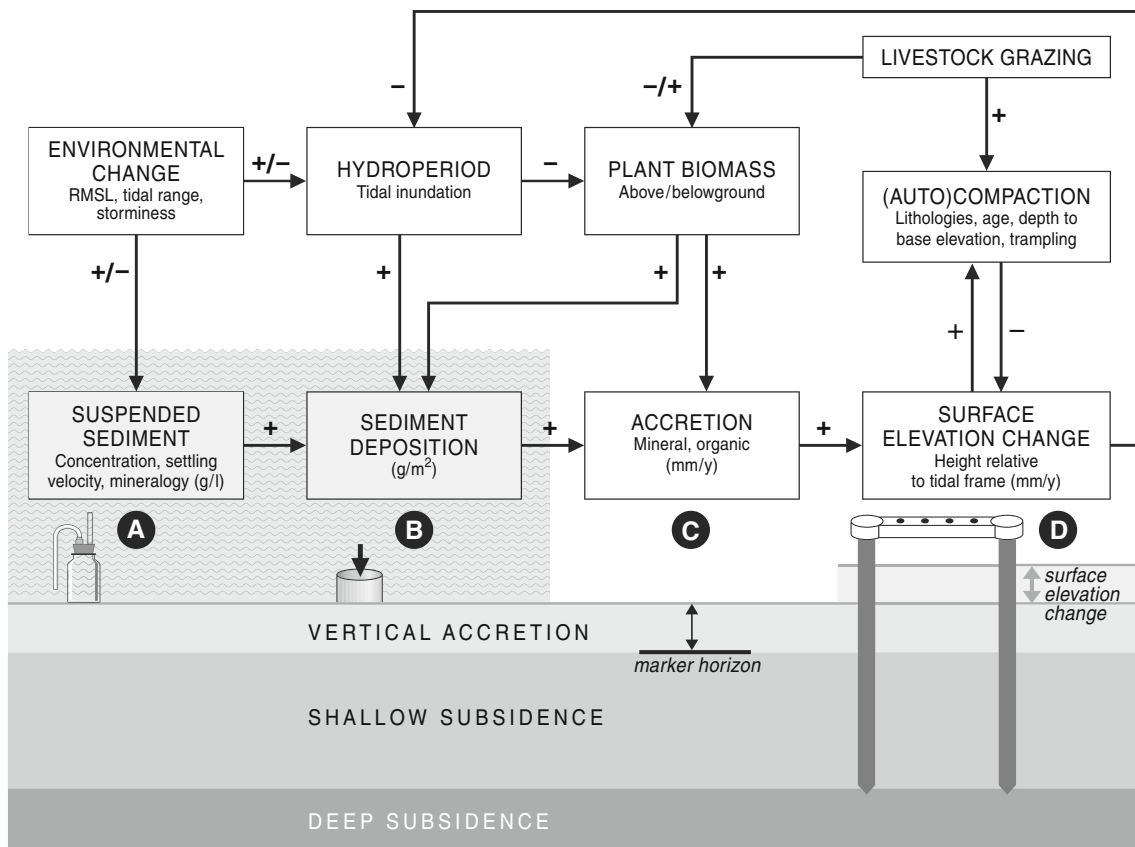 LIVESTOCK GRAZING
–
–/+
+
ENVIRONMENTAL
CHANGE
RMSL, tidal range,
storminess
+/–
HYDROPERIOD
Tidal inundation
–
PLANT BIOMASS
Above/belowground
(AUTO)COMPACTION
Lithologies, age, depth to
base elevation, trampling
+/–
+
+
+
+
–
SUSPENDED
SEDIMENT
Concentration, settling
velocity, mineralogy (g/l)
+
SEDIMENT
DEPOSITION
(g/m²)
+
ACCRETION
Mineral, organic
(mm/y)
+
SURFACE
ELEVATION CHANGE
Height relative
to tidal frame (mm/y)
A
B
C
D
surface
elevation
change
VERTICAL ACCRETION
marker horizon
SHALLOW SUBSIDENCE
DEEP SUBSIDENCE